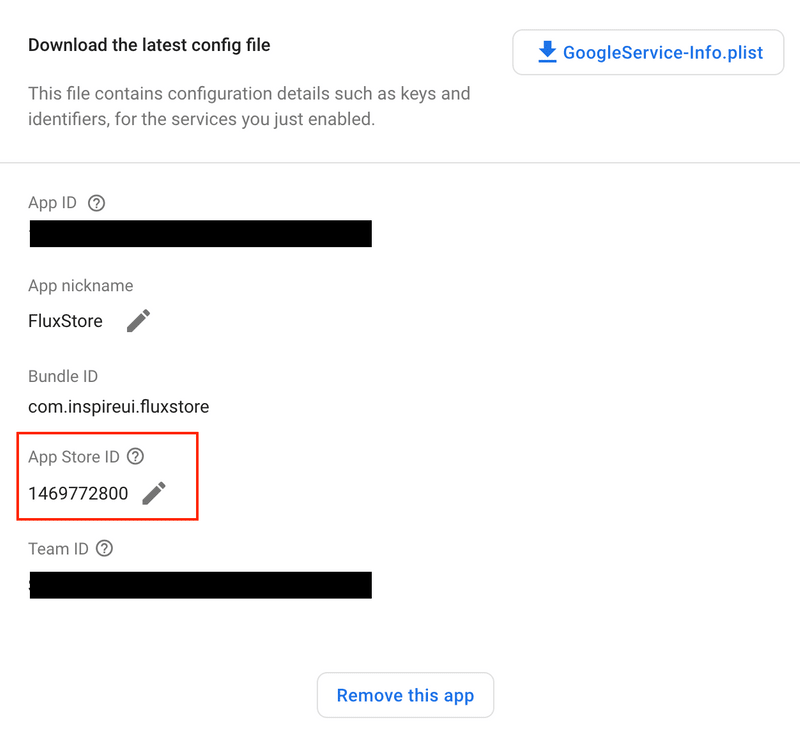 Download the latest config file
GoogleService-Info.plist
This file contains configuration details such as keys and
identifiers, for the services you just enabled.
App ID
App nickname
FluxStore
Bundle ID
com.inspireui.fluxstore
App Store ID
1469772800
Team ID
Remove this app